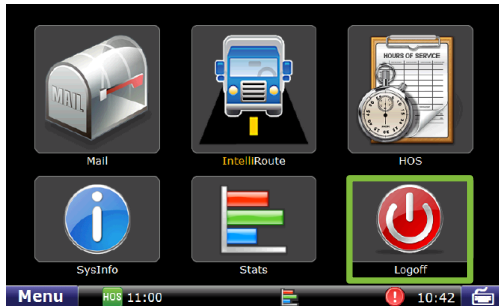 MAIL
HOURS OF SERVICE
Mail
IntelliRoute
HOS
SysInfo
Stats
Logoff
Menu
HOS 11:00
10:42